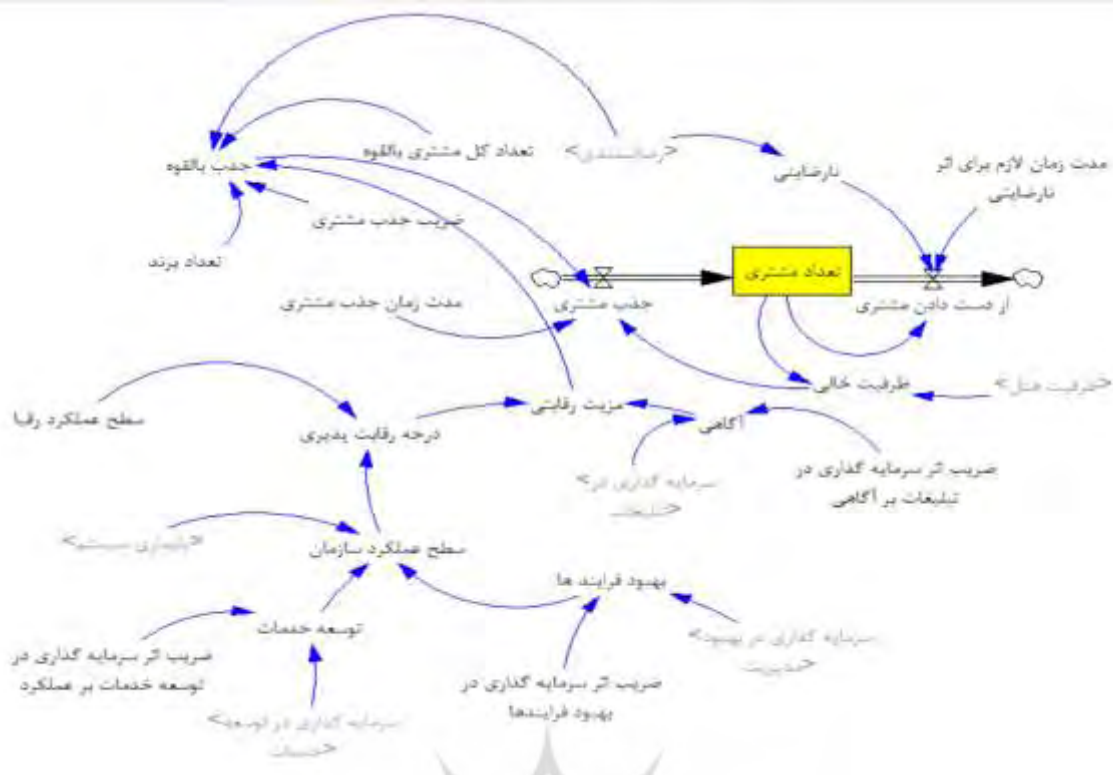 تعداد کل مشتری بالقوه
<رضایتمندی>
جذب بالقوه
نارضایتی
مدت زمان لازم برای اثر
نارضایتی
ضریب جذب مشتری
تعداد برند
تعداد مشتری
مدت زمان جذب مشتری
جذب مشتری
از دست دادن مشتری
ظرفیت خالی
<ظرفیت هتل>
مزیت رقابتی
سطح عملکرد رقبا
درجه رقابت پذیری
آگاهی
ضریب اثر سرمایه گذاری در
تبلیغات بر آگاهی
<سرمایه گذاری در
تبلیغات>
<پایداری سیستم>
سطح عملکرد سازمان
بهبود فرایند ها
توسعه خدمات
<سرمایه گذاری در بهبود
مدیریت>
ضریب اثر سرمایه گذاری در
توسعه خدمات بر عملکرد
ضریب اثر سرمایه گذاری در
بهبود فرایندها
<سرمایه گذاری در توسعه
خدمات>